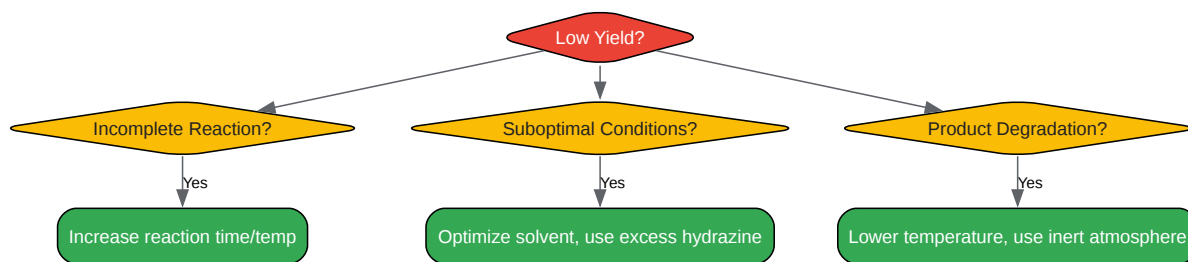 Low Yield?
Incomplete Reaction?
Suboptimal Conditions?
Product Degradation?
Yes
Yes
Yes
Increase reaction time/temp
Optimize solvent, use excess hydrazine
Lower temperature, use inert atmosphere